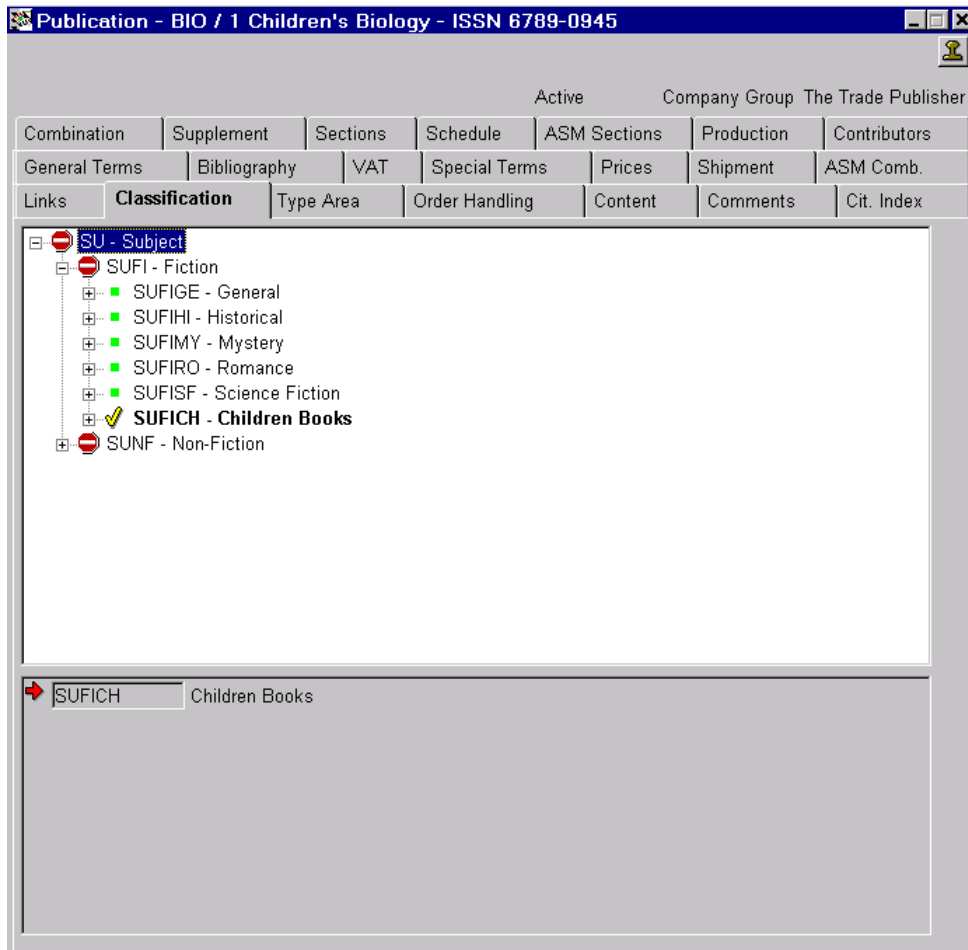 Publication - BIO / 1 Children's Biology - ISSN 6789-0945
Active Company Group The Trade Publisher
Combination Supplement Sections Schedule ASM Sections Production Contributors
General Terms Bibliography VAT Special Terms Prices Shipment ASM Comb.
Links Classification Type Area Order Handling Content Comments Cit. Index
SU - Subject
SUFI - Fiction
SUFIGE - General
SUFIHI - Historical
SUFIMY - Mystery
SUFIRO - Romance
SUFISF - Science Fiction
SUFICH - Children Books
SUNF - Non-Fiction
SUFICH Children Books